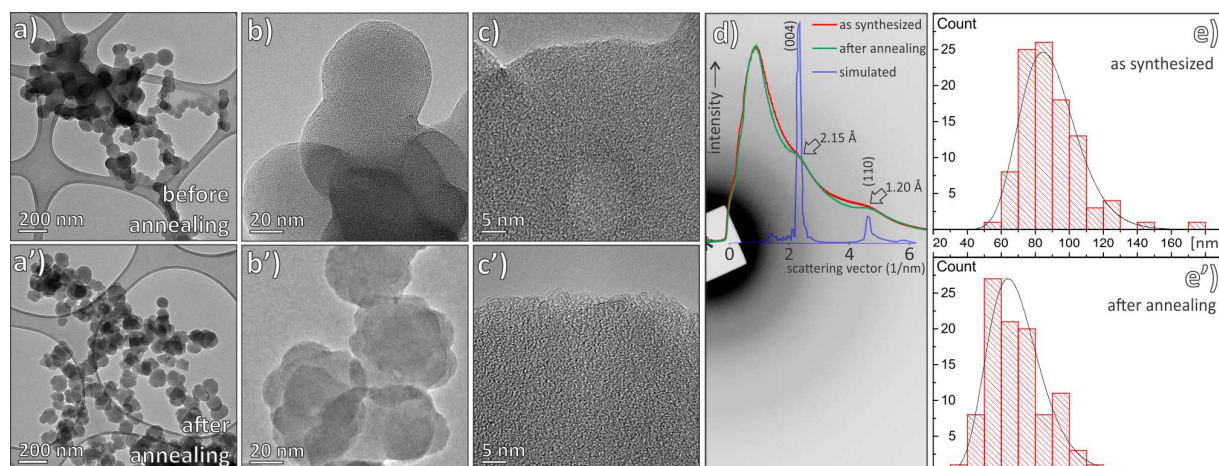 a)
before
annealing
200 nm
b)
20 nm
c)
5 nm
d)
as synthesized
after annealing
simulated
(004)
intensity
2.15 Å
(110)
1.20 Å
0 2 4 6
scattering vector (1/nm)
Count
e)
as synthesized
25
20
15
10
5
20 40 60 80 100 120 140 160 [nm
a')
after
annealing
200 nm
b')
20 nm
c')
5 nm
Count
e')
after annealing
25
20
15
10
5